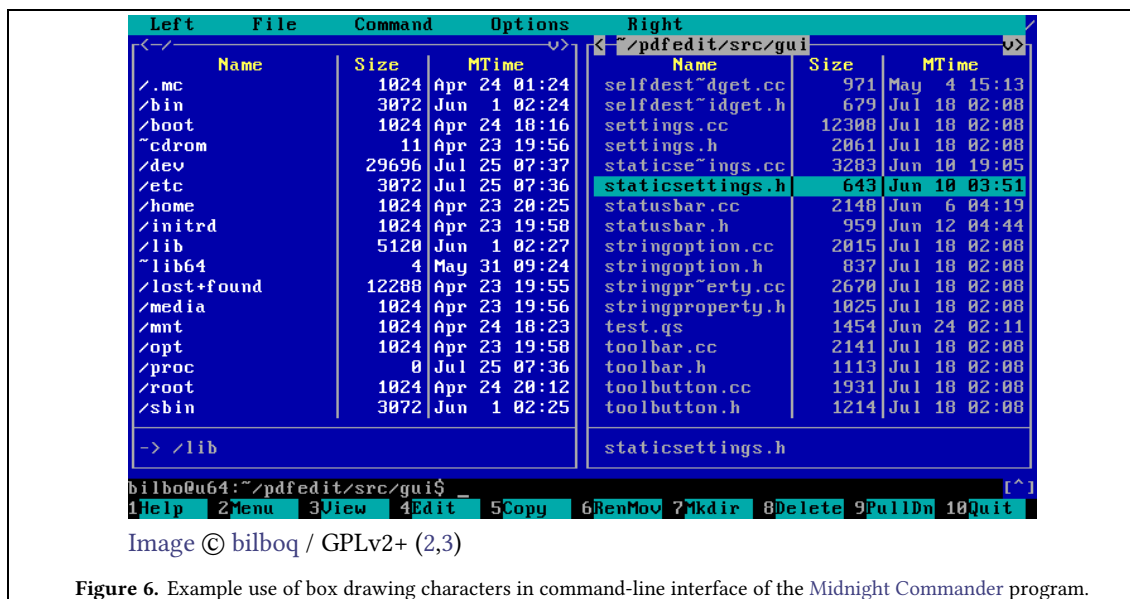 Left File Command Options Right
<-/ v> < ~/pdfedit/src/gui v>
Name Size MTime Name Size MTime
/.mc 1024 Apr 24 01:24 selfdest~dget.cc 971 May 4 15:13
/bin 3072 Jun 1 02:24 selfdest~idget.h 679 Jul 18 02:08
/boot 1024 Apr 24 18:16 settings.cc 12308 Jul 18 02:08
~cdrom 11 Apr 23 19:56 settings.h 2061 Jul 18 02:08
/dev 29696 Jul 25 07:37 staticse~ings.cc 3283 Jun 10 19:05
/etc 3072 Jul 25 07:36 staticsettings.h 643 Jun 10 03:51
/home 1024 Apr 23 20:25 statusbar.cc 2148 Jun 6 04:19
/initrd 1024 Apr 23 19:58 statusbar.h 959 Jun 12 04:44
/lib 5120 Jun 1 02:27 stringoption.cc 2015 Jul 18 02:08
~lib64 4 May 31 09:24 stringoption.h 837 Jul 18 02:08
/lost+found 12288 Apr 23 19:55 stringpr~erty.cc 2670 Jul 18 02:08
/media 1024 Apr 23 19:56 stringproperty.h 1025 Jul 18 02:08
/mnt 1024 Apr 24 18:23 test.qs 1454 Jun 24 02:11
/opt 1024 Apr 23 19:58 toolbar.cc 2141 Jul 18 02:08
/proc 0 Jul 25 07:36 toolbar.h 1113 Jul 18 02:08
/root 1024 Apr 24 20:12 toolbutton.cc 1931 Jul 18 02:08
/sbin 3072 Jun 1 02:25 toolbutton.h 1214 Jul 18 02:08
-> /lib staticsettings.h
bilbo@u64:~/pdfedit/src/gui$ _ [^]
1Help 2Menu 3View 4Edit 5Copy 6RenMov 7Mkdir 8Delete 9PullDn 10Quit
Image © bilboq / GPLv2+ (2,3)
Figure 6. Example use of box drawing characters in command-line interface of the Midnight Commander program.